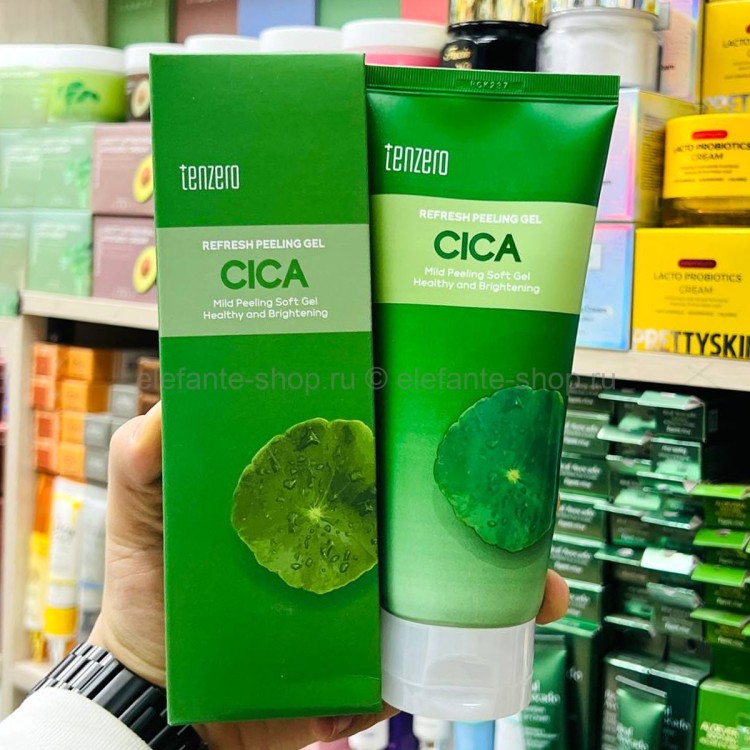 tenzero
REFRESH PEELING GEL
CICA
Mild Peeling Soft Gel
Healthy and Brightening
tenzero
REFRESH PEELING GEL
CICA
Mild Peeling Soft Gel
Healthy and Brightening
elefante-shop.ru © elefante-shop.ru
LACTO PROBIOTICS
CREAM
LACTO PROBIOTICS
CREAM
PRETTYSKIN